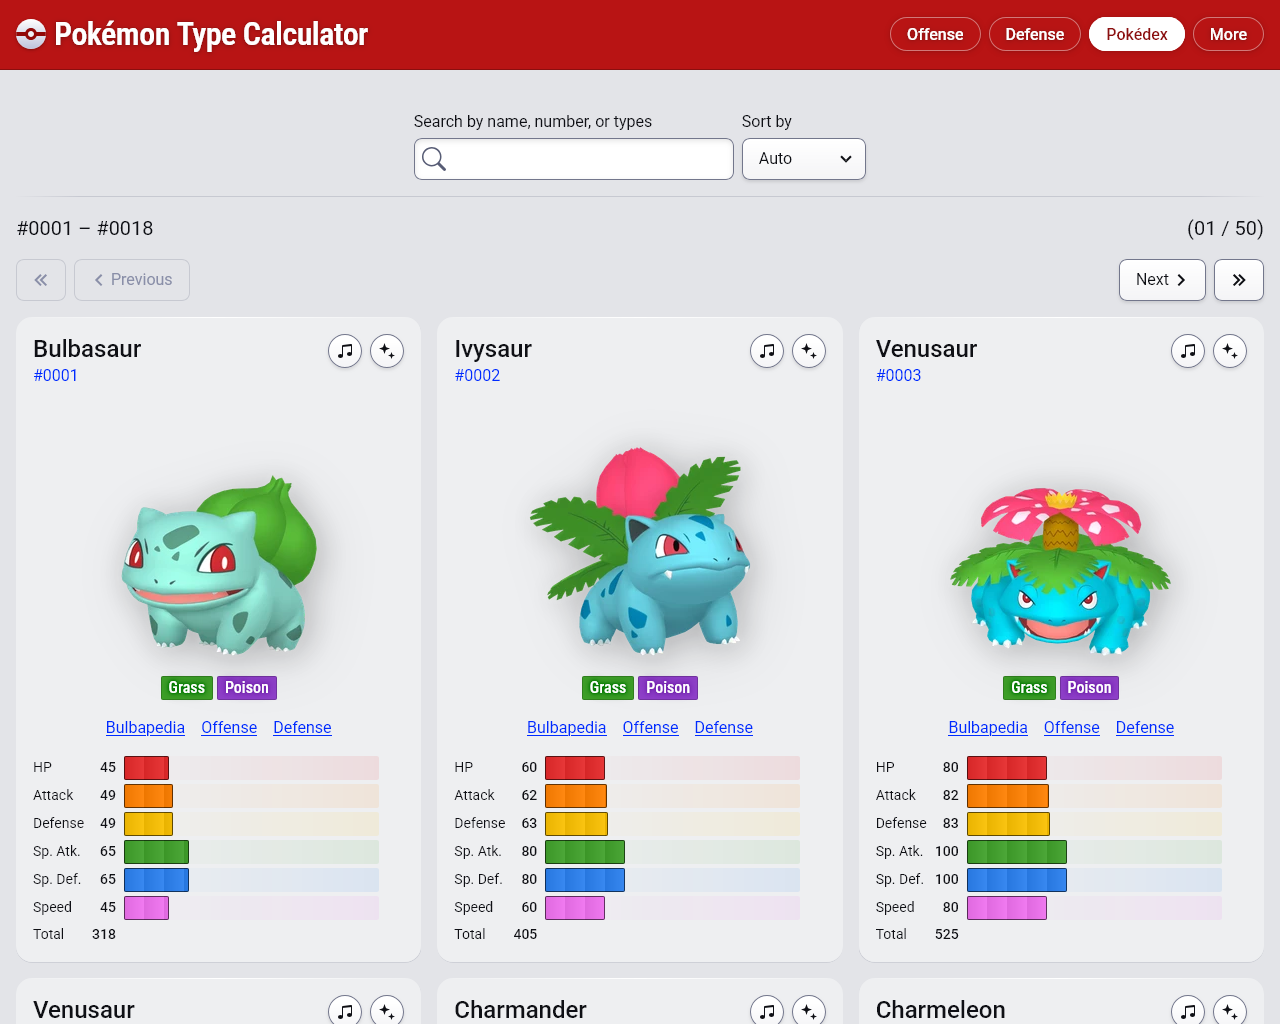 Pokémon Type Calculator
Offense Defense Pokédex More
Search by name, number, or types Sort by
Auto
#0001 – #0018 (01 / 50)
Previous Next
Bulbasaur
#0001
Grass Poison
Bulbapedia Offense Defense
HP 45
Attack 49
Defense 49
Sp. Atk. 65
Sp. Def. 65
Speed 45
Total 318
Ivysaur
#0002
Grass Poison
Bulbapedia Offense Defense
HP 60
Attack 62
Defense 63
Sp. Atk. 80
Sp. Def. 80
Speed 60
Total 405
Venusaur
#0003
Grass Poison
Bulbapedia Offense Defense
HP 80
Attack 82
Defense 83
Sp. Atk. 100
Sp. Def. 100
Speed 80
Total 525
Venusaur
Charmander
Charmeleon